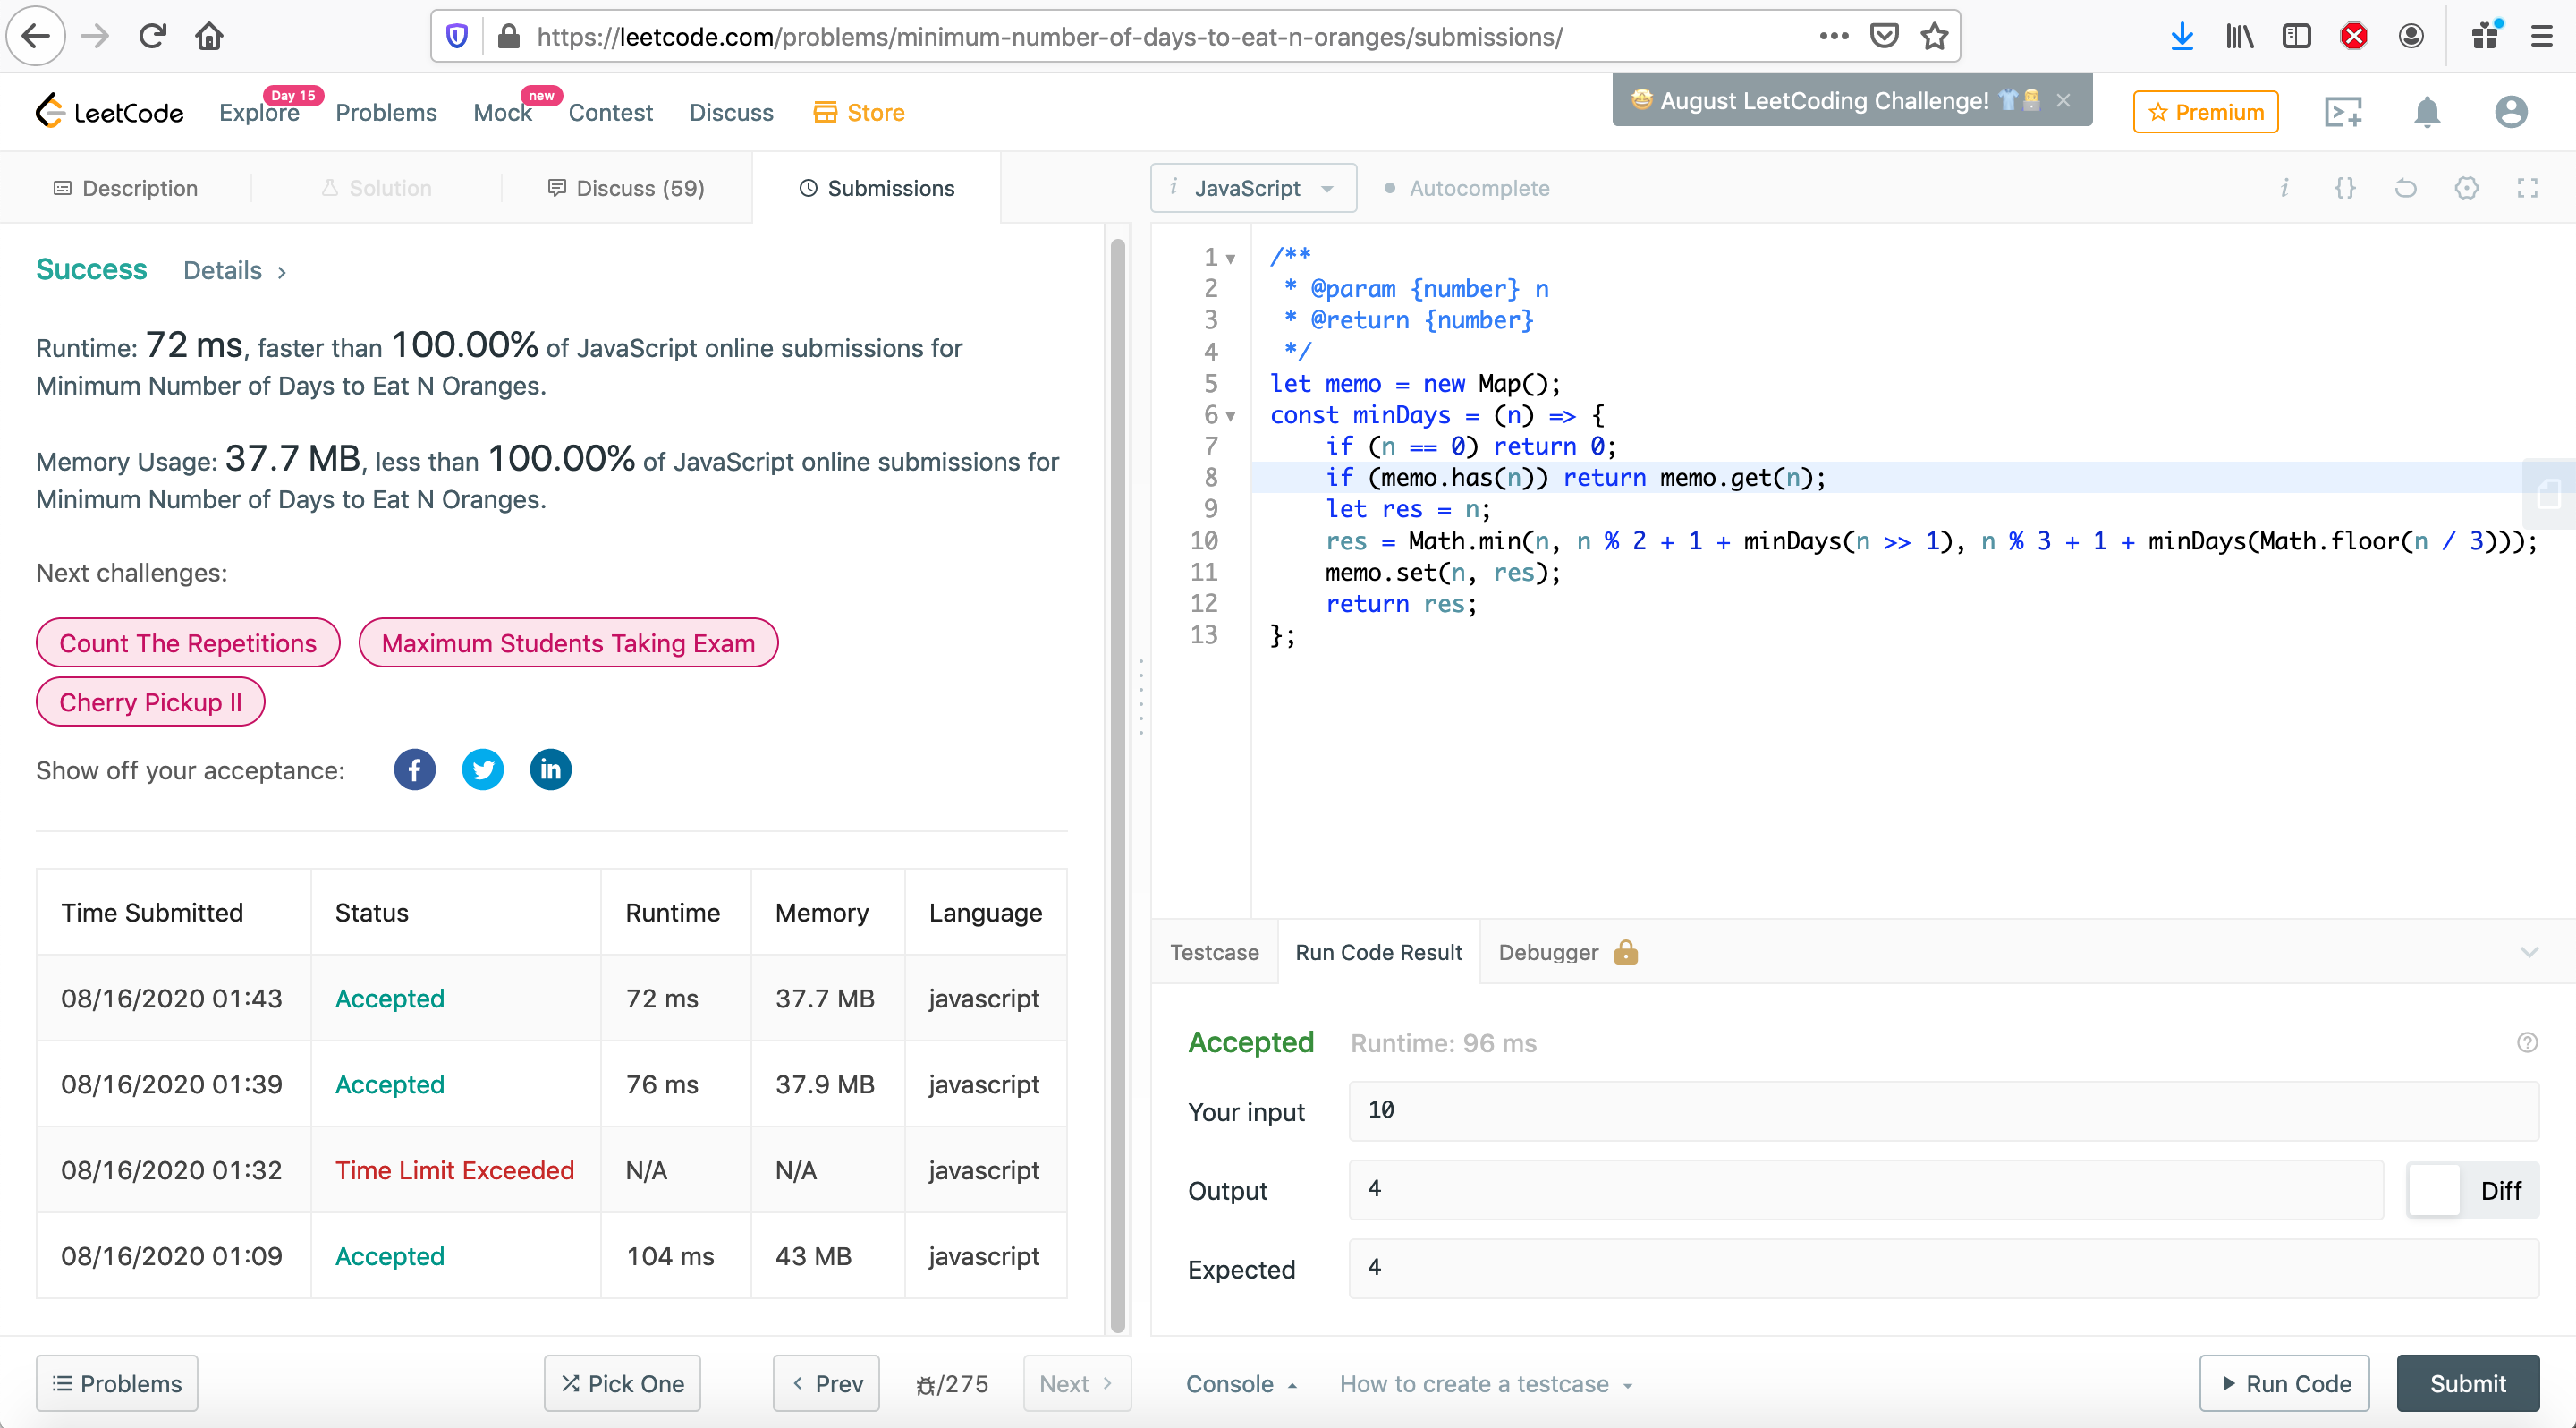 https://leetcode.com/problems/minimum-number-of-days-to-eat-n-oranges/submissions/
LeetCode
Explore
Day 15
Problems
Mock
new
Contest
Discuss
Store
August LeetCoding Challenge!
Premium
Description
Solution
Discuss (59)
Submissions
Success Details
Runtime: 72 ms, faster than 100.00% of JavaScript online submissions for
Minimum Number of Days to Eat N Oranges.
Memory Usage: 37.7 MB, less than 100.00% of JavaScript online submissions for
Minimum Number of Days to Eat N Oranges.
Next challenges:
Count The Repetitions
Maximum Students Taking Exam
Cherry Pickup II
Show off your acceptance:
Time Submitted Status Runtime Memory Language
08/16/2020 01:43 Accepted 72 ms 37.7 MB javascript
08/16/2020 01:39 Accepted 76 ms 37.9 MB javascript
08/16/2020 01:32 Time Limit Exceeded N/A N/A javascript
08/16/2020 01:09 Accepted 104 ms 43 MB javascript
Problems
Pick One
Prev
/275
Next
i JavaScript
Autocomplete
i {}
1 /**
2 * @param {number} n
3 * @return {number}
4 */
5 let memo = new Map();
6 const minDays = (n) => {
7 if (n == 0) return 0;
8 if (memo.has(n)) return memo.get(n);
9 let res = n;
10 res = Math.min(n, n % 2 + 1 + minDays(n >> 1), n % 3 + 1 + minDays(Math.floor(n / 3)));
11 memo.set(n, res);
12 return res;
13 };
Testcase
Run Code Result
Debugger
Accepted Runtime: 96 ms
Your input 10
Output 4
Diff
Expected 4
Console
How to create a testcase
Run Code
Submit